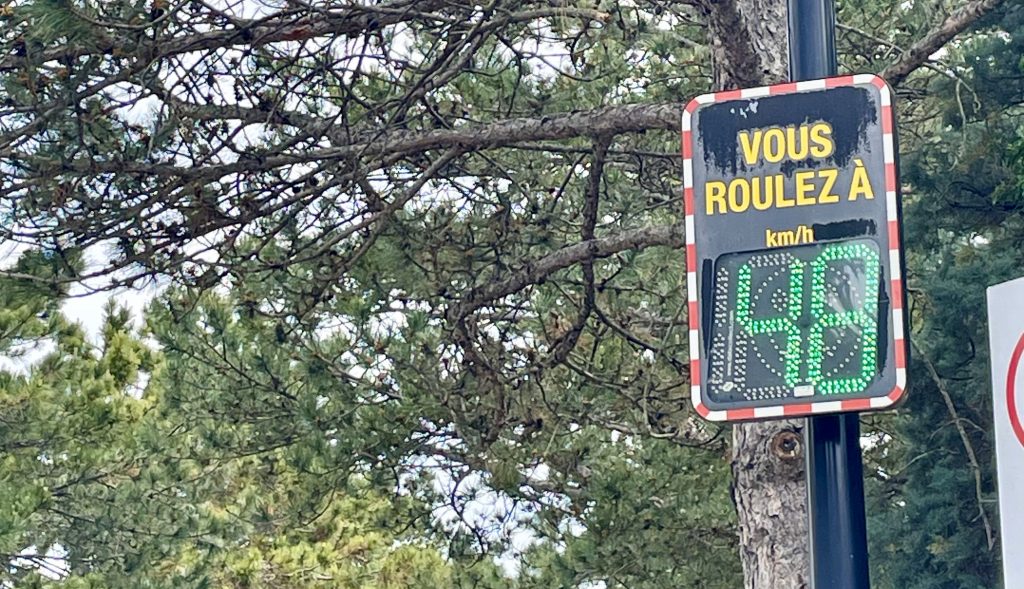 VOUS
ROULEZ À
km/h
48